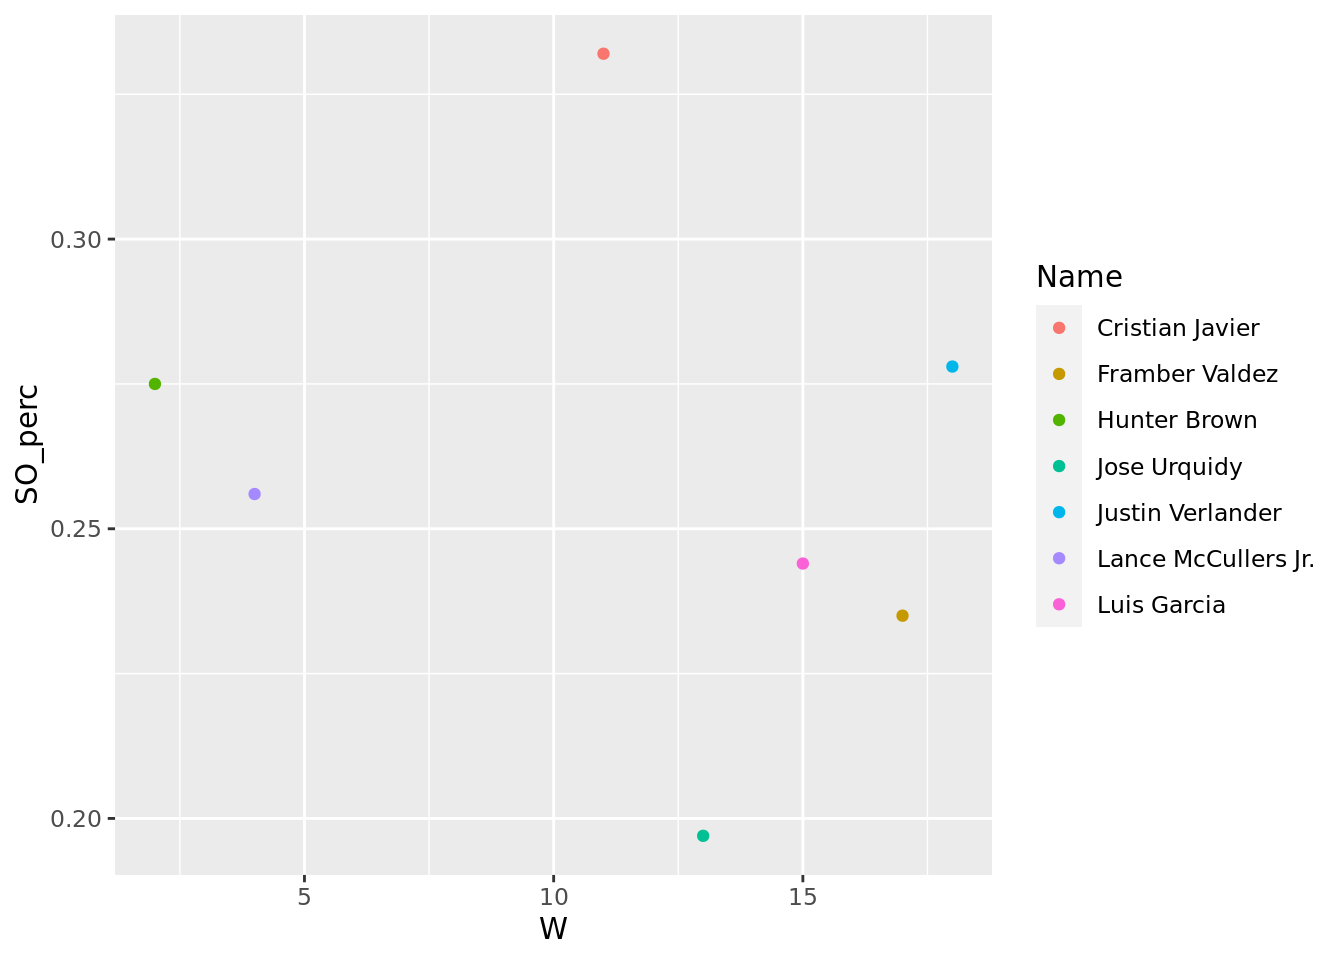 0.30
0.25
0.20
SO_perc
5 10 15
W
Name
Cristian Javier
Framber Valdez
Hunter Brown
Jose Urquidy
Justin Verlander
Lance McCullers Jr.
Luis Garcia